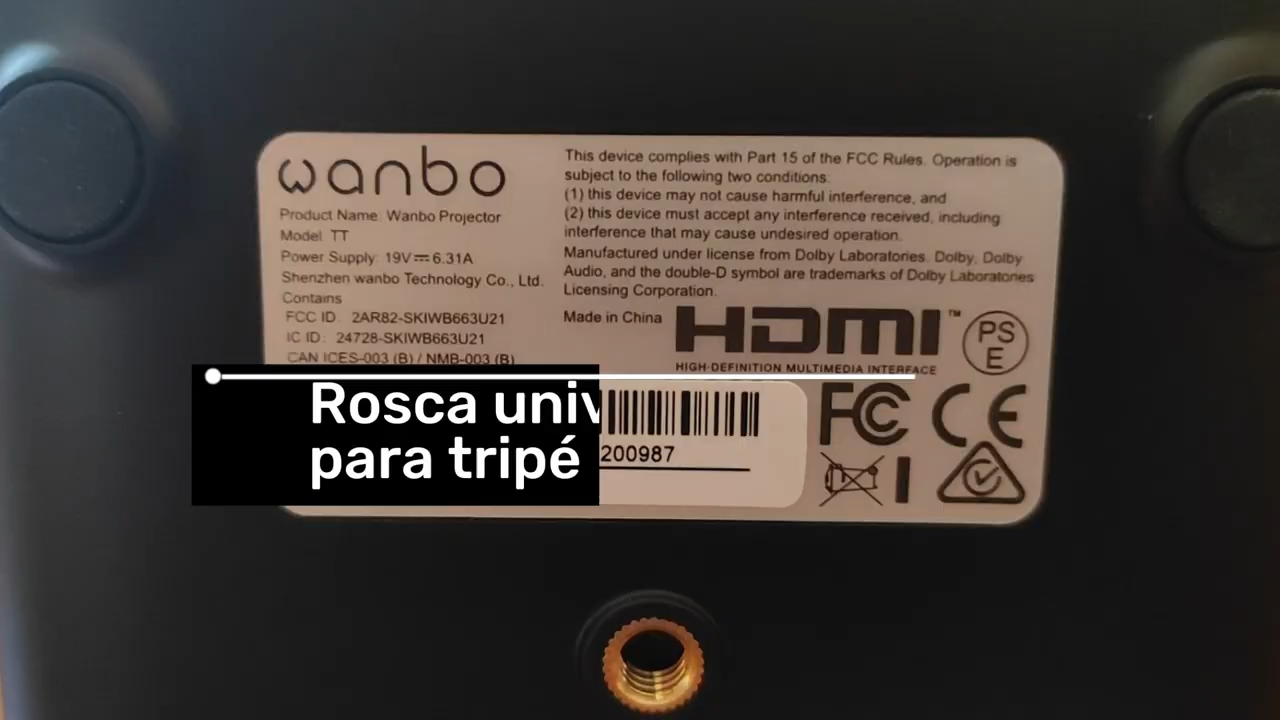 wanbo
Product Name: Wanbo Projector
Model TT
Power Supply: 19V⎓6.31A
Shenzhen wanbo Technology Co., Ltd.
Contains
FCC ID: 2AR82-SKIWB663U21
IC ID: 24728-SKIWB663U21
CAN ICES-003 (B) / NMB-003 (B)
This device complies with Part 15 of the FCC Rules. Operation is
subject to the following two conditions:
(1) this device may not cause harmful interference, and
(2) this device must accept any interference received, including
interference that may cause undesired operation.
Manufactured under license from Dolby Laboratories. Dolby, Dolby
Audio, and the double-D symbol are trademarks of Dolby Laboratories
Licensing Corporation.
Made in China
HDMI™
HIGH-DEFINITION MULTIMEDIA INTERFACE
PS
E
Rosca univ
para tripé
200987
FC CE